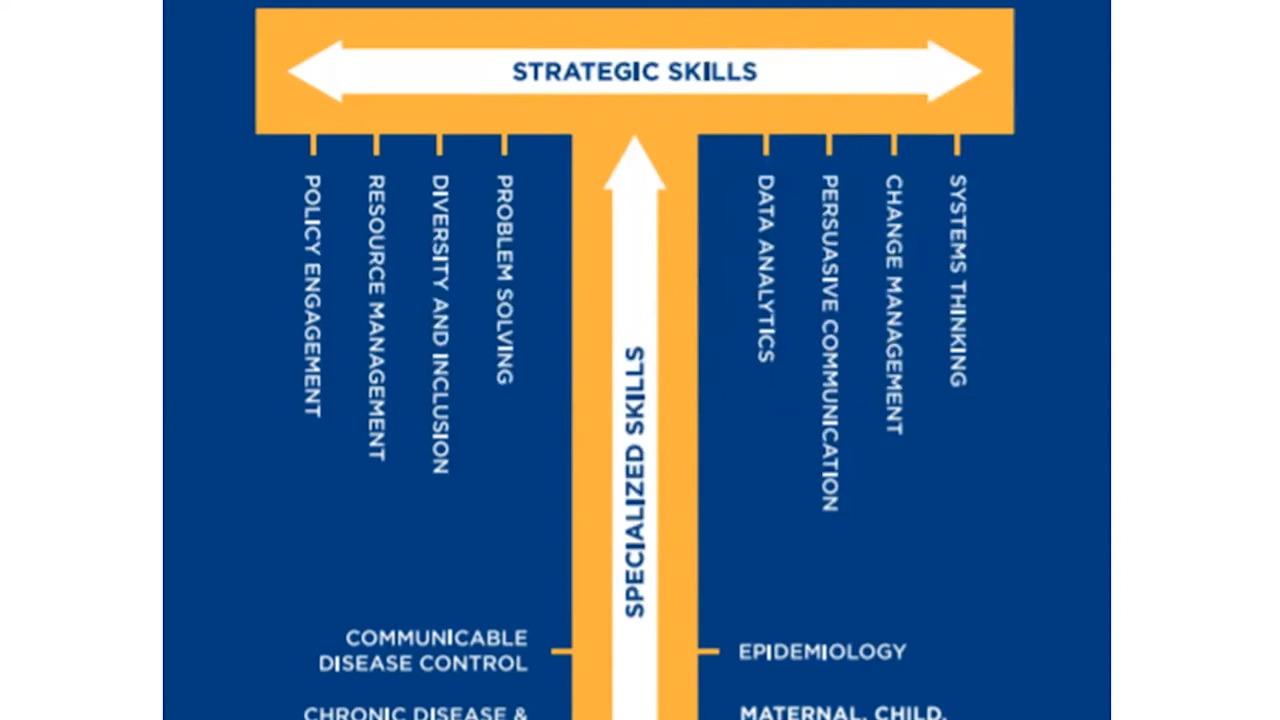 STRATEGIC SKILLS
POLICY ENGAGEMENT
RESOURCE MANAGEMENT
DIVERSITY AND INCLUSION
PROBLEM SOLVING
DATA ANALYTICS
PERSUASIVE COMMUNICATION
CHANGE MANAGEMENT
SYSTEMS THINKING
SPECIALIZED SKILLS
COMMUNICABLE
DISEASE CONTROL
EPIDEMIOLOGY
CHRONIC DISEASE &
MATERNAL, CHILD,